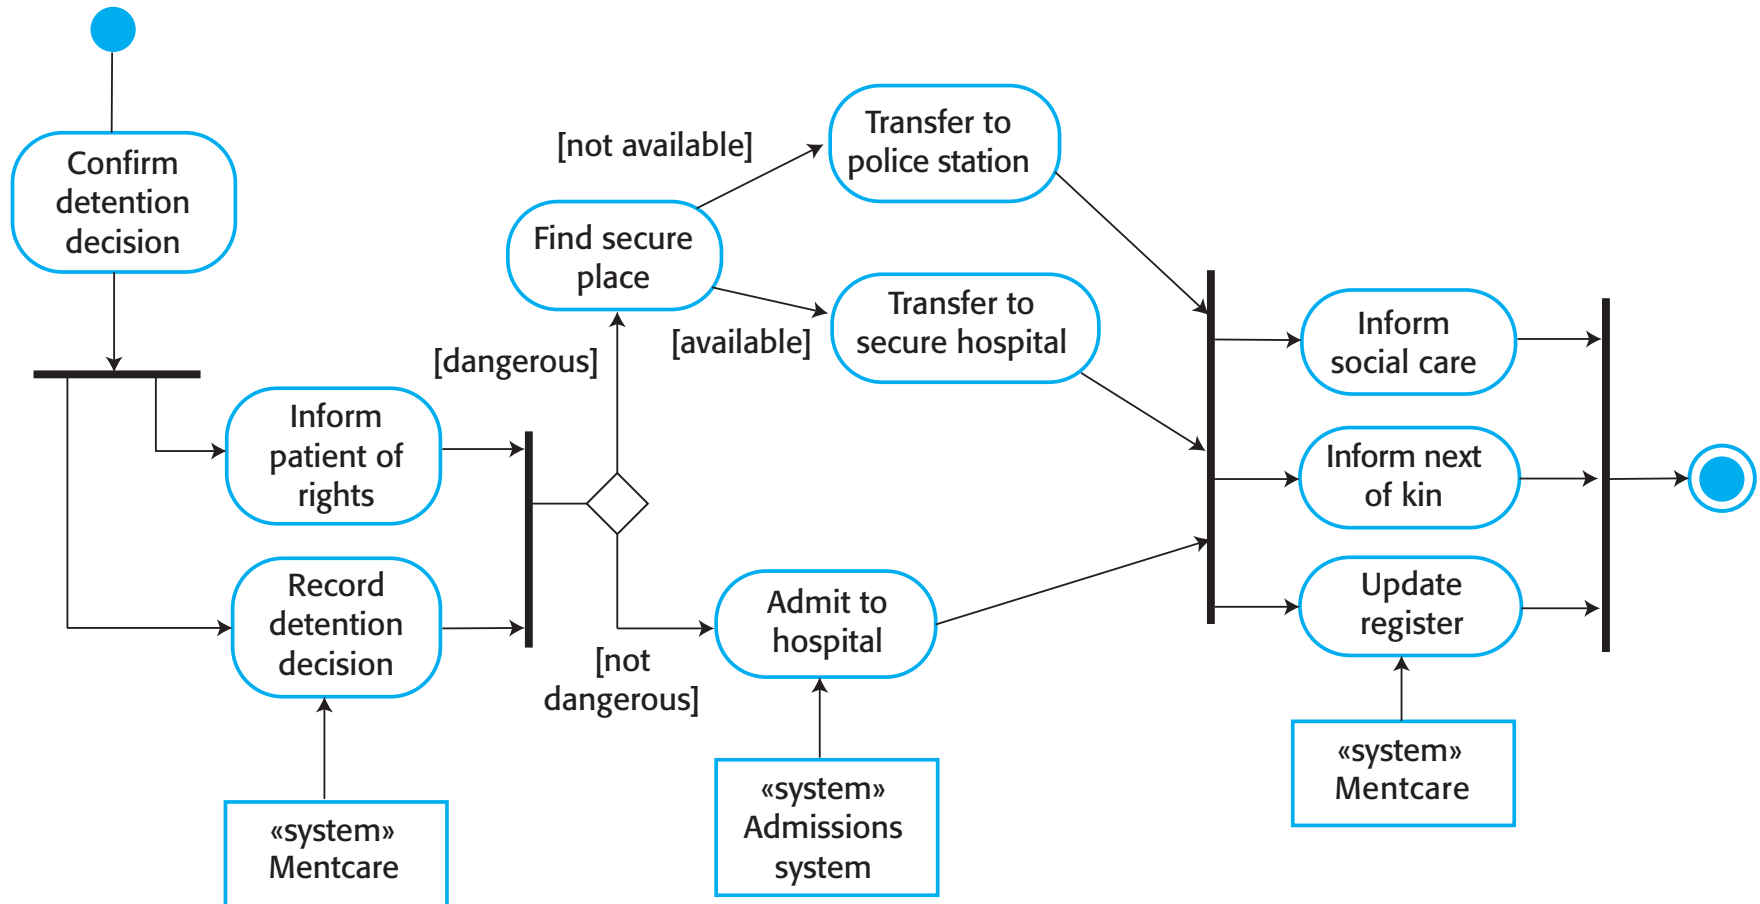 Confirm
detention
decision
Inform
patient of
rights
Record
detention
decision
«system»
Mentcare
[dangerous]
[not
dangerous]
Find secure
place
[not available]
[available]
Transfer to
police station
Transfer to
secure hospital
Admit to
hospital
«system»
Admissions
system
Inform
social care
Inform next
of kin
Update
register
«system»
Mentcare